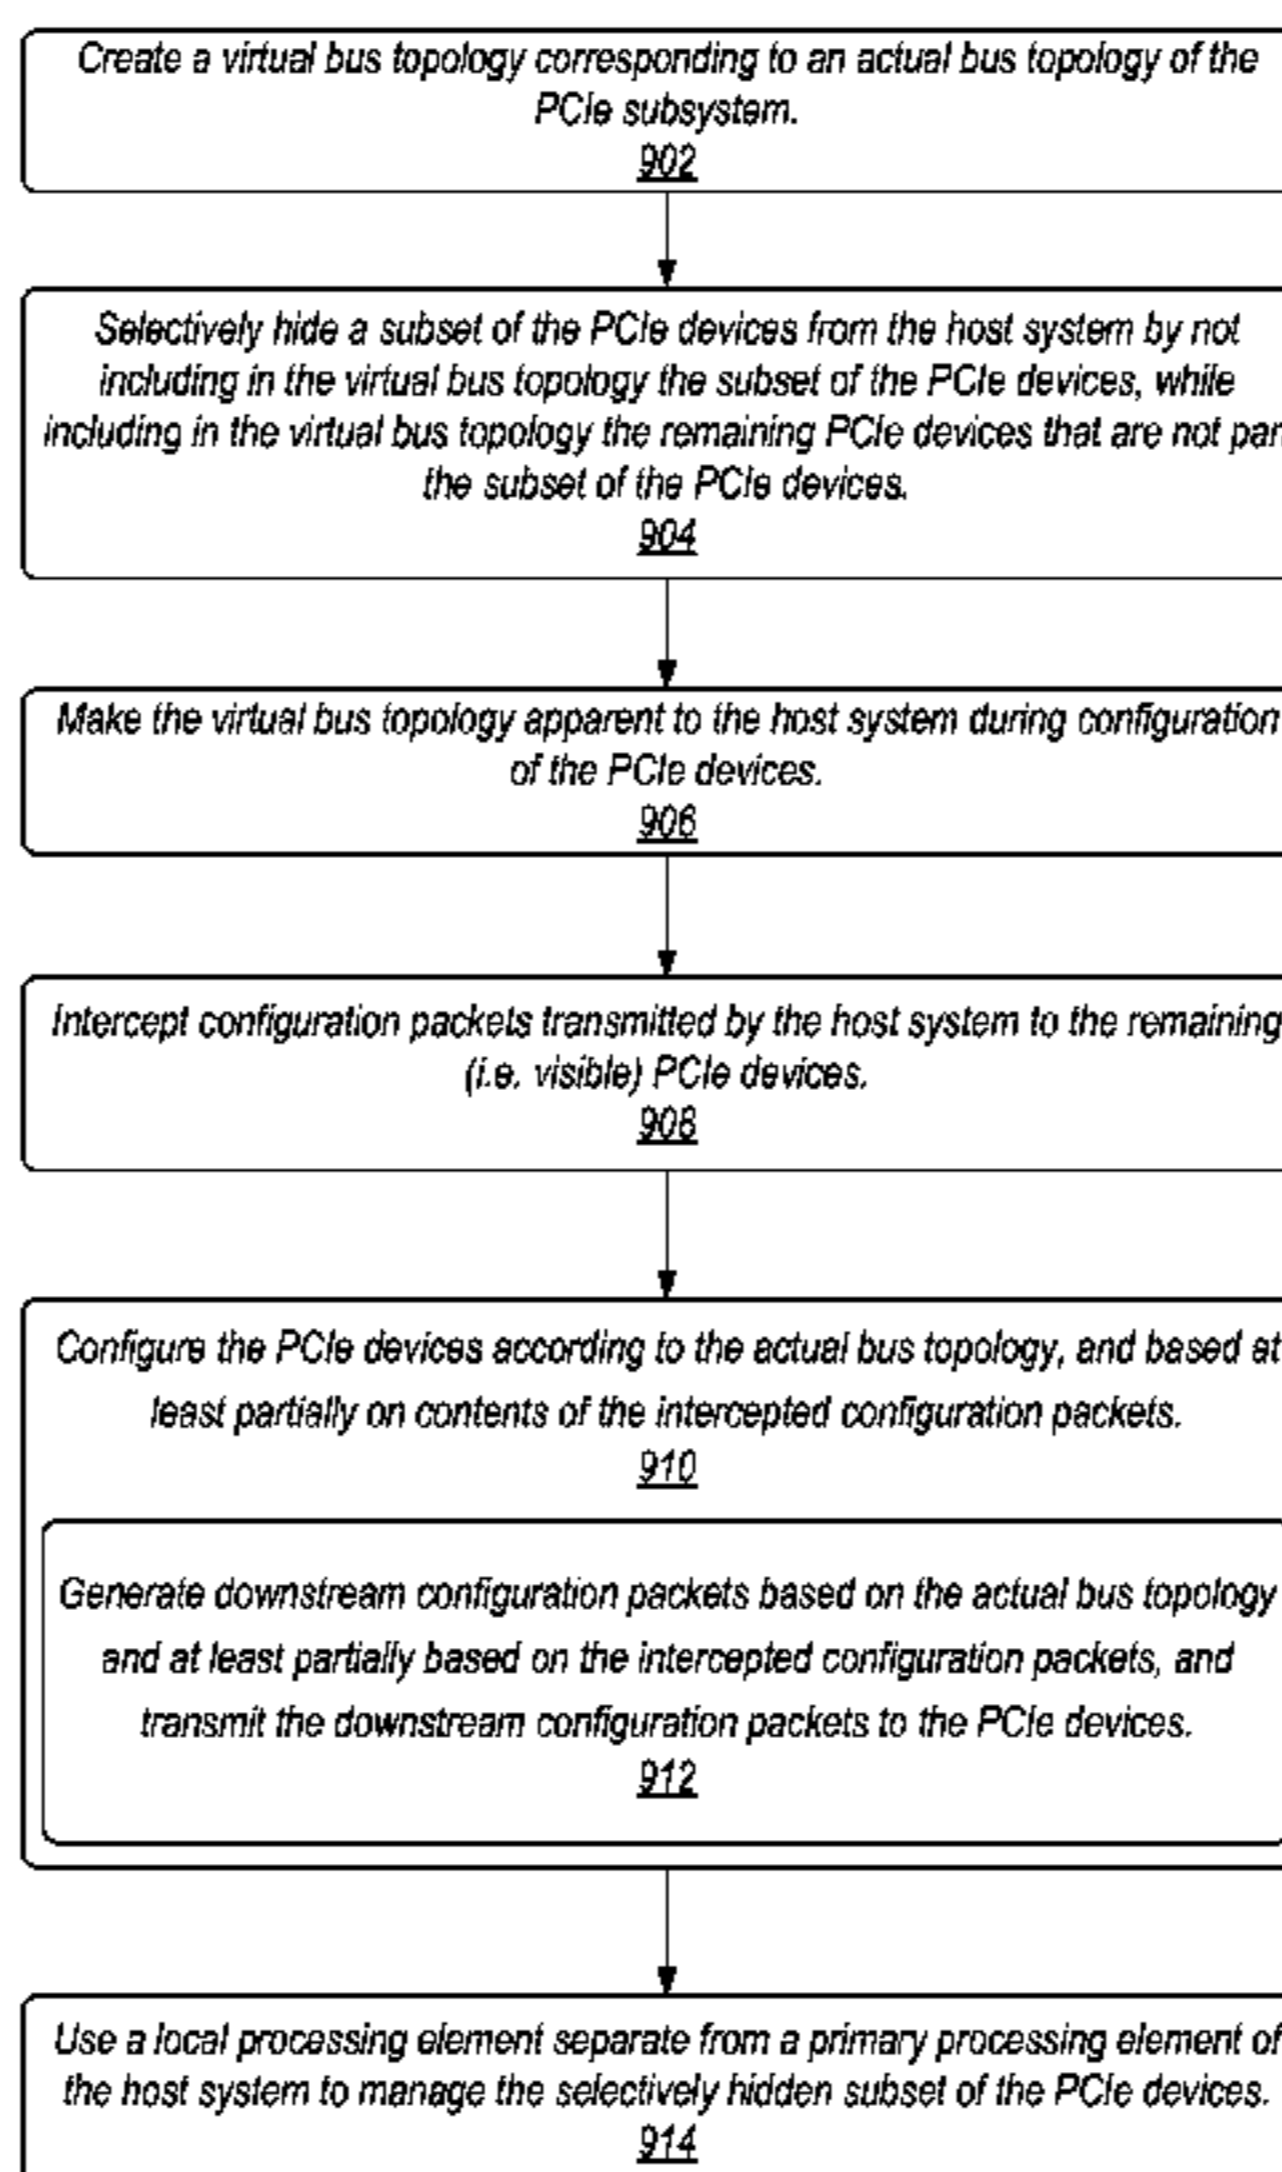 Create a virtual bus topology corresponding to an actual bus topology of the
PCIe subsystem.
902
Selectively hide a subset of the PCIe devices from the host system by not
including in the virtual bus topology the subset of the PCIe devices, while
including in the virtual bus topology the remaining PCIe devices that are not par
the subset of the PCIe devices.
904
Make the virtual bus topology apparent to the host system during configuration
of the PCIe devices.
906
Intercept configuration packets transmitted by the host system to the remaining
(i.e. visible) PCIe devices.
908
Configure the PCIe devices according to the actual bus topology, and based at
least partially on contents of the intercepted configuration packets.
910
Generate downstream configuration packets based on the actual bus topology
and at least partially based on the intercepted configuration packets, and
transmit the downstream configuration packets to the PCIe devices.
912
Use a local processing element separate from a primary processing element of
the host system to manage the selectively hidden subset of the PCIe devices.
914